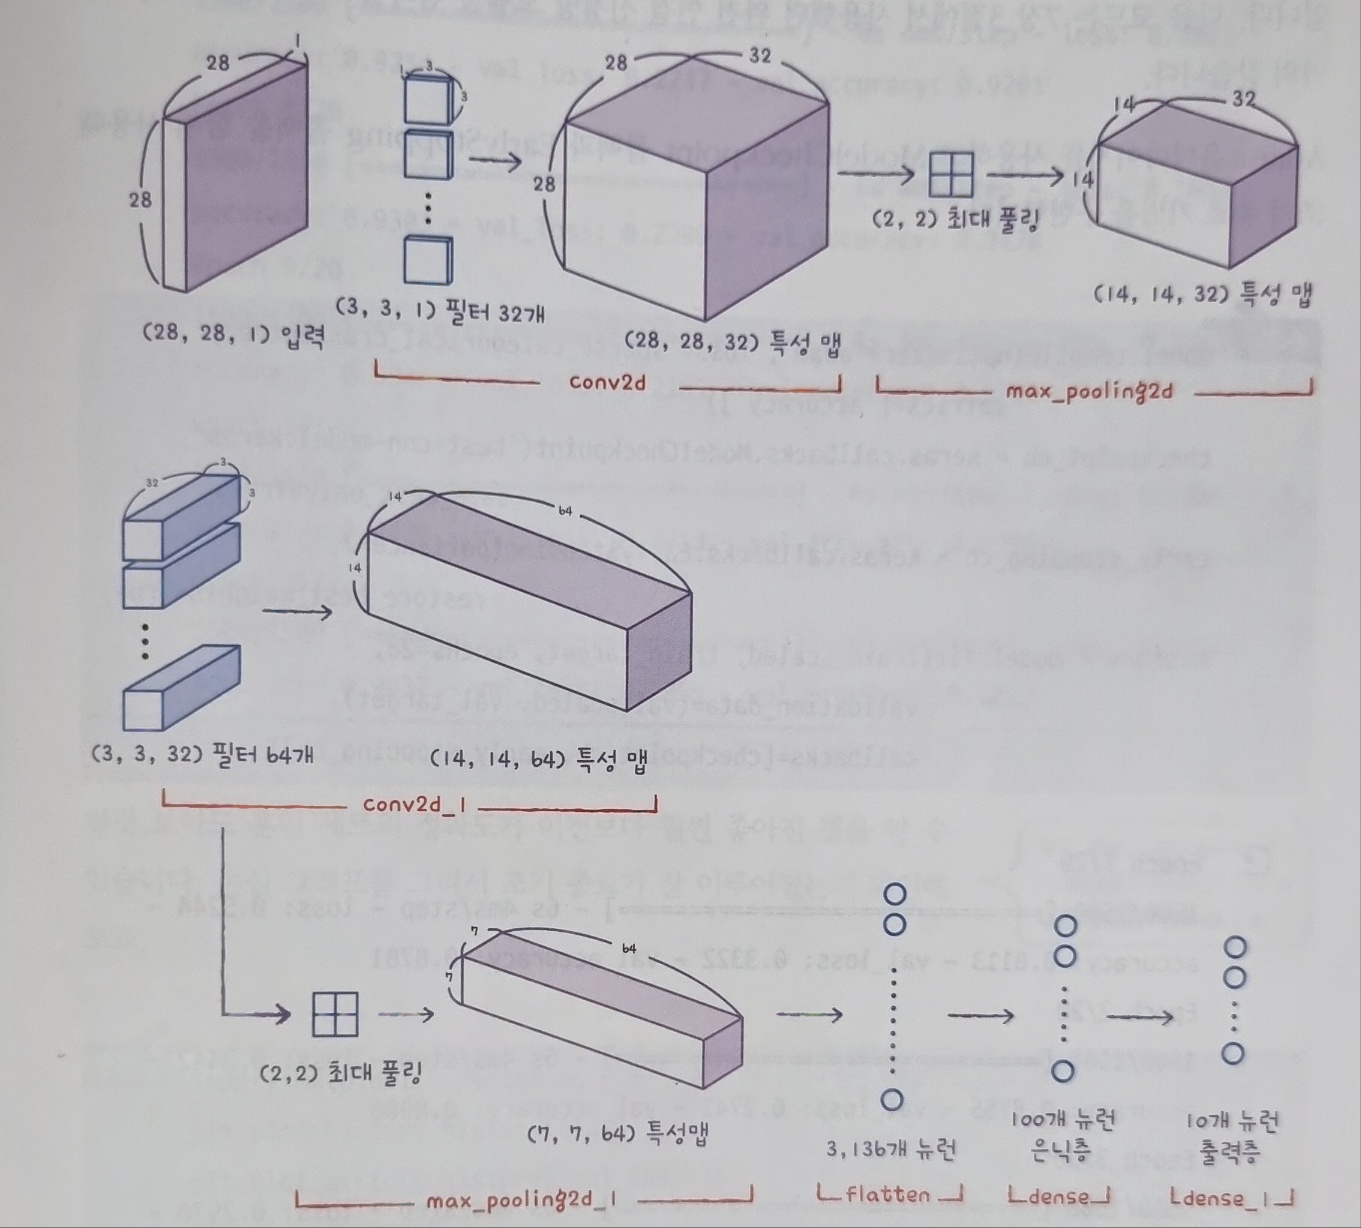 28 1
28
(28, 28, 1) 입력
1 3
3
(3, 3, 1) 필터 32개
28 32
28
(28, 28, 32) 특성 맵
conv2d
(2, 2) 최대 풀링
14 32
14
(14, 14, 32) 특성 맵
max_pooling2d
32 3
3
(3, 3, 32) 필터 64개
14 64
14
(14, 14, 64) 특성 맵
conv2d_1
(2,2) 최대 풀링
7 64
7
(7, 7, 64) 특성맵
max_pooling2d_1
3,136개 뉴런
flatten
100개 뉴런
은닉층
dense
10개 뉴런
출력층
dense_1